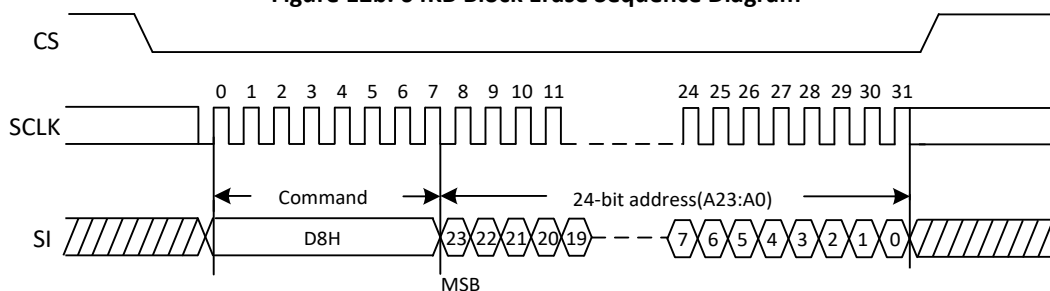 Figure 12b. 64KB Block Erase Sequence Diagram
CS
0 1 2 3 4 5 6 7 8 9 10 11 24 25 26 27 28 29 30 31
SCLK
Command 24-bit address(A23:A0)
SI D8H 23 22 21 20 19 7 6 5 4 3 2 1 0
MSB